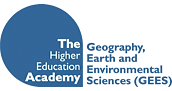 The
Higher
Education
Academy
Geography,
Earth and
Environmental
Sciences (GEES)